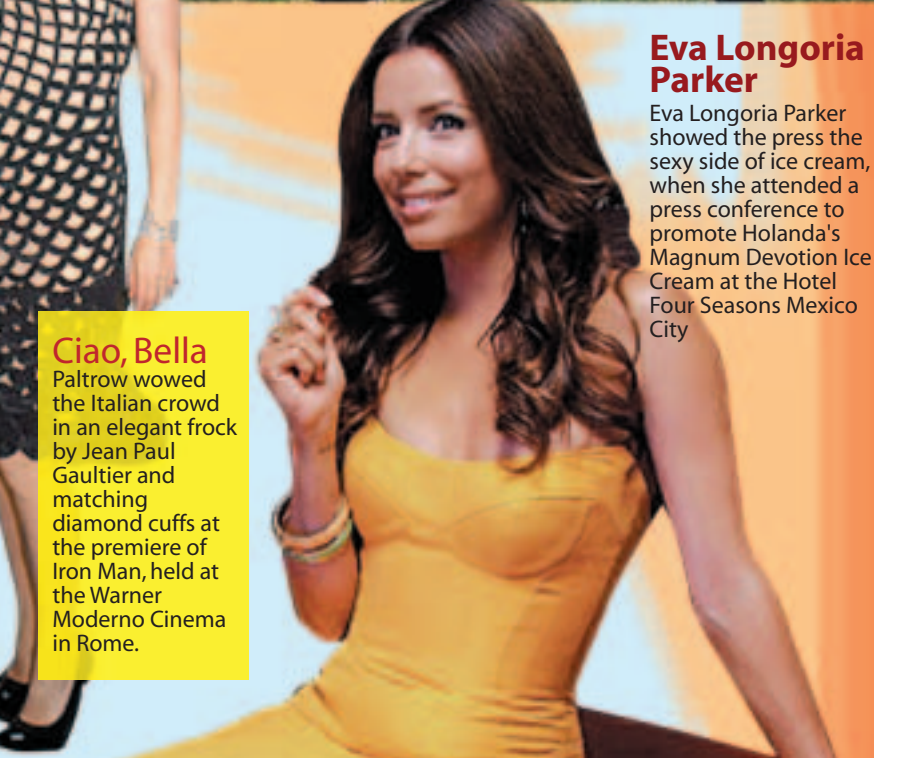 Eva Longoria
Parker
Eva Longoria Parker
showed the press the
sexy side of ice cream,
when she attended a
press conference to
promote Holanda's
Magnum Devotion Ice
Cream at the Hotel
Four Seasons Mexico
City
Ciao, Bella
Paltrow wowed
the Italian crowd
in an elegant frock
by Jean Paul
Gaultier and
matching
diamond cuffs at
the premiere of
Iron Man, held at
the Warner
Moderno Cinema
in Rome.